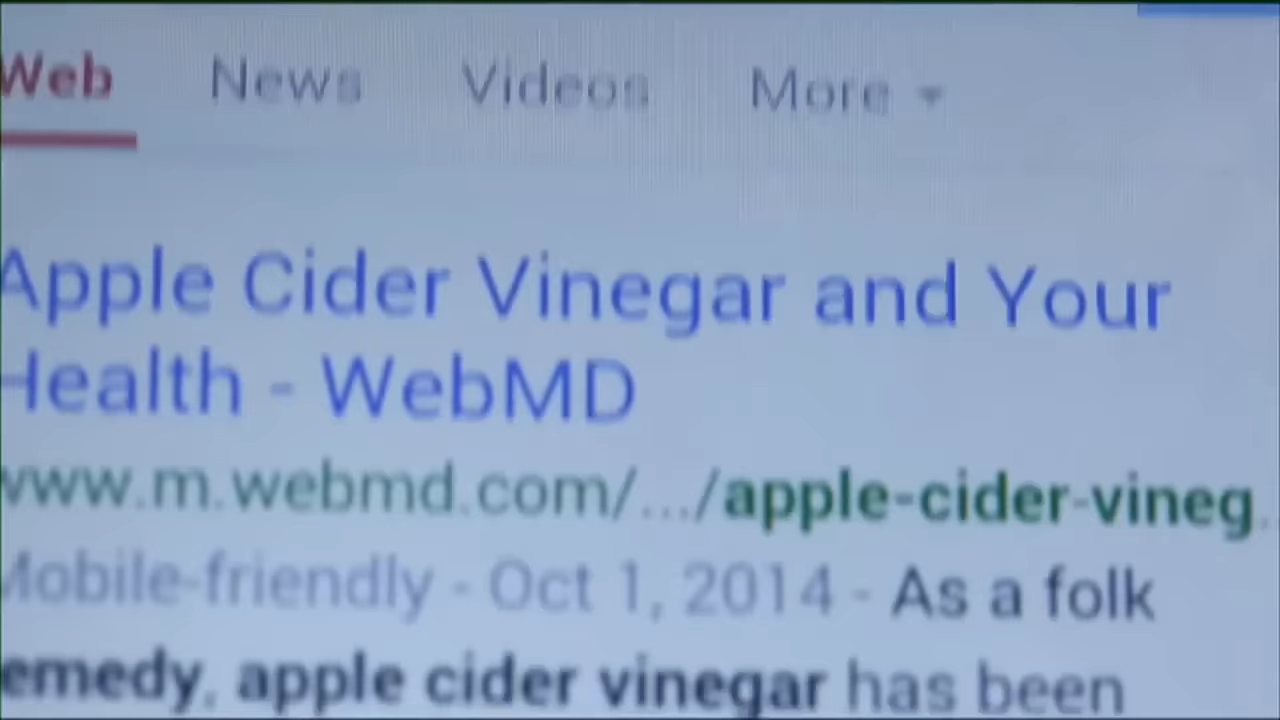 Web News Videos More
Apple Cider Vinegar and Your
Health - WebMD
www.m.webmd.com/.../apple-cider-vineg.
Mobile-friendly - Oct 1, 2014 - As a folk
emedy, apple cider vinegar has been